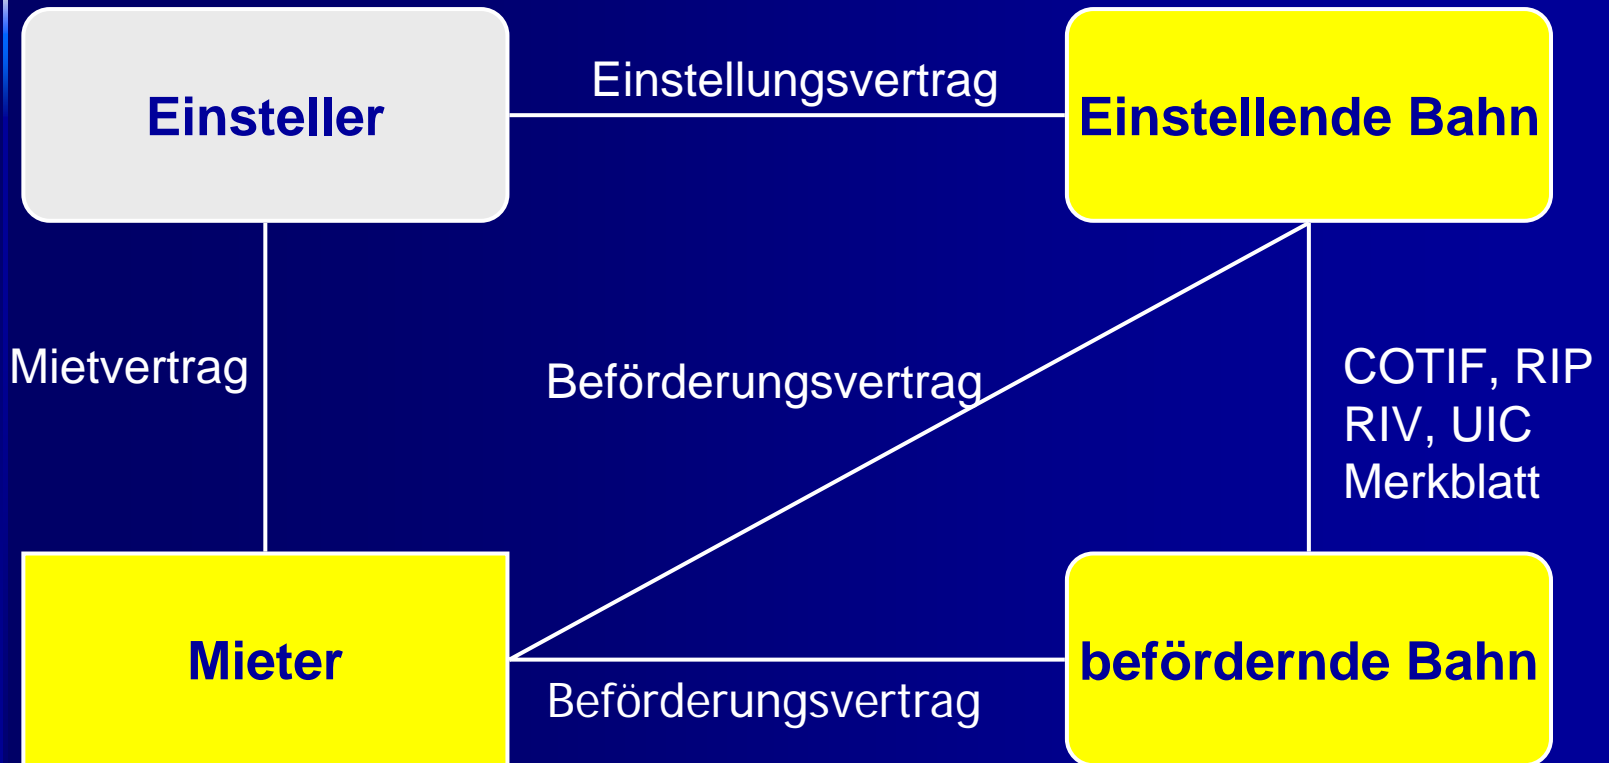 Einsteller
Einstellungsvertrag
Einstellende Bahn
Mietvertrag
Beförderungsvertrag
COTIF, RIP
RIV, UIC
Merkblatt
Mieter
Beförderungsvertrag
befördernde Bahn